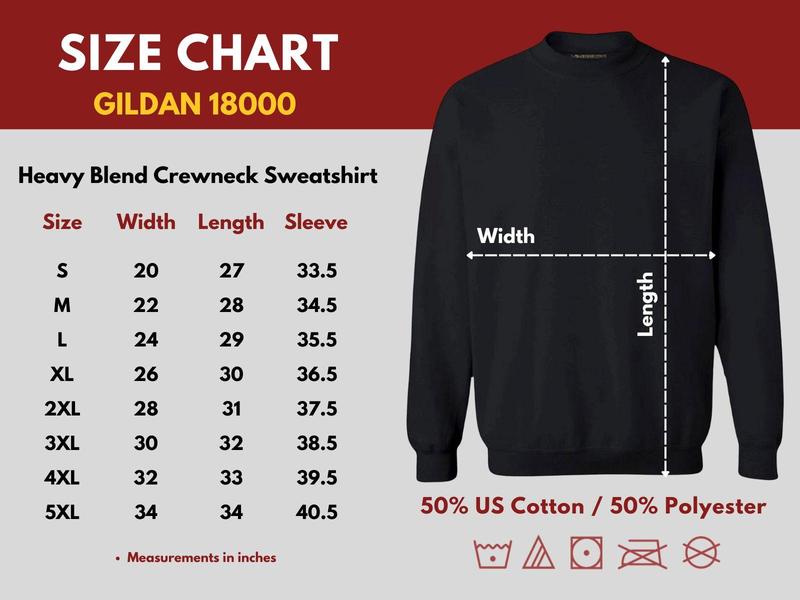 SIZE CHART
GILDAN 18000
Heavy Blend Crewneck Sweatshirt
Size Width Length Sleeve
S 20 27 33.5
M 22 28 34.5
L 24 29 35.5
XL 26 30 36.5
2XL 28 31 37.5
3XL 30 32 38.5
4XL 32 33 39.5
5XL 34 34 40.5
• Measurements in inches
Width
Length
50% US Cotton / 50% Polyester